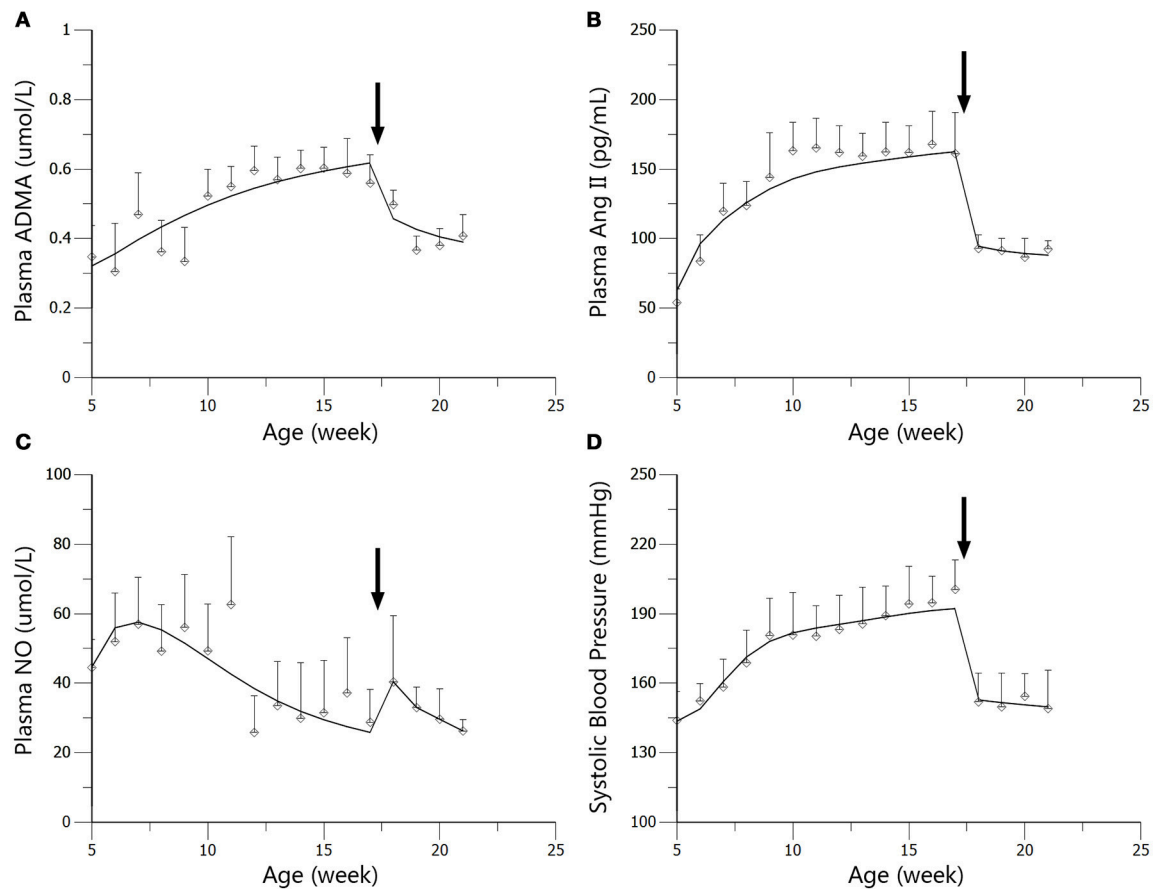 A
Plasma ADMA (umol/L)
1
0.8
0.6
0.4
0.2
0
5 10 15 20 25
Age (week)
B
Plasma Ang II (pg/mL)
250
200
150
100
50
0
5 10 15 20 25
Age (week)
C
Plasma NO (umol/L)
100
80
60
40
20
0
5 10 15 20 25
Age (week)
D
Systolic Blood Pressure (mmHg)
250
220
190
160
130
100
5 10 15 20 25
Age (week)